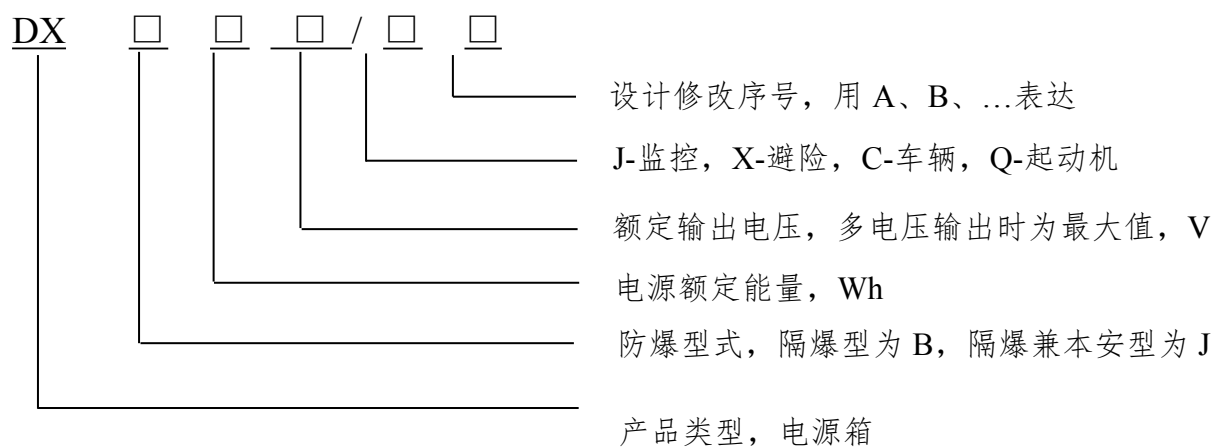 DX □ □ □ / □ □
设计修改序号，用 A、B、…表达
J-监控，X-避险，C-车辆，Q-起动机
额定输出电压，多电压输出时为最大值，V
电源额定能量，Wh
防爆型式，隔爆型为 B，隔爆兼本安型为 J
产品类型，电源箱